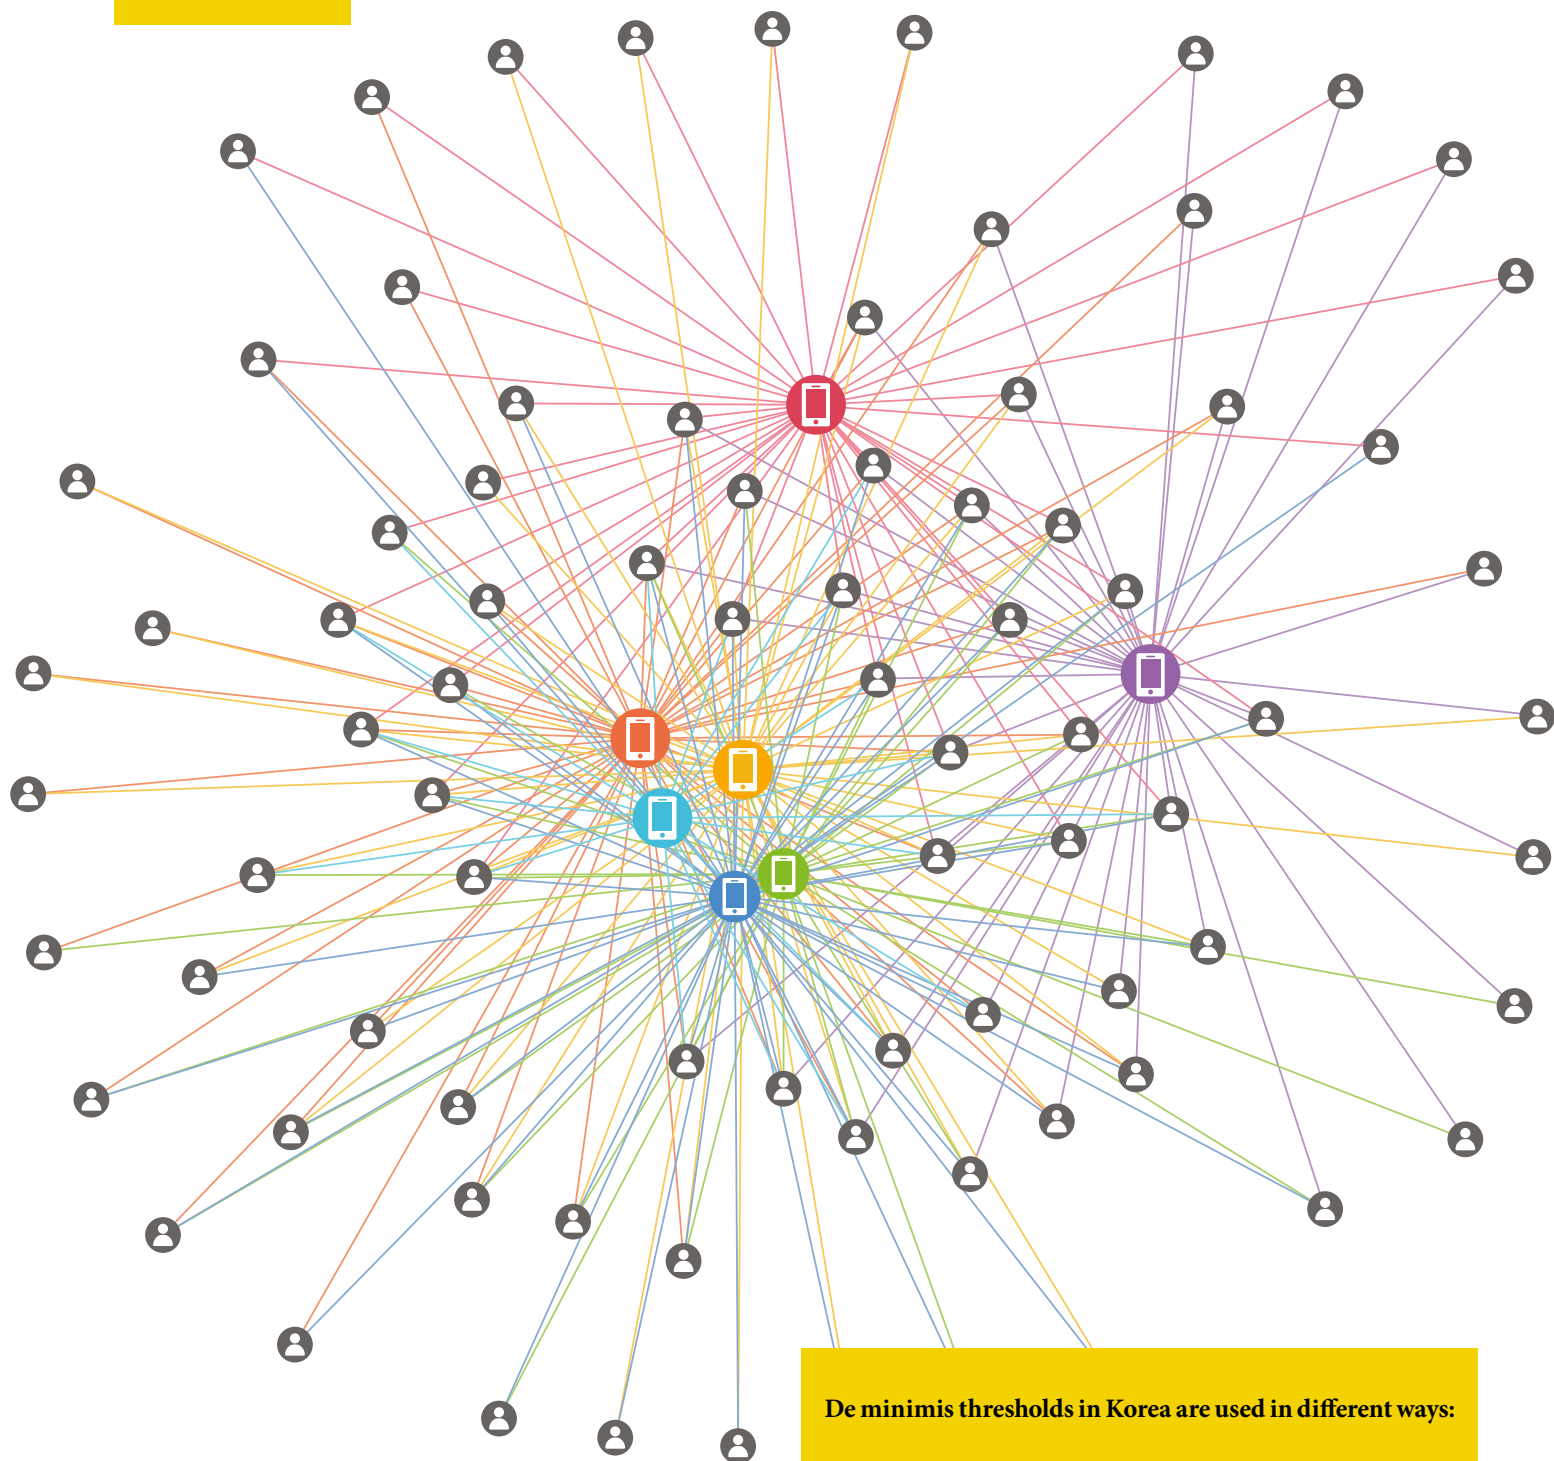 De minimis thresholds in Korea are used in different ways: